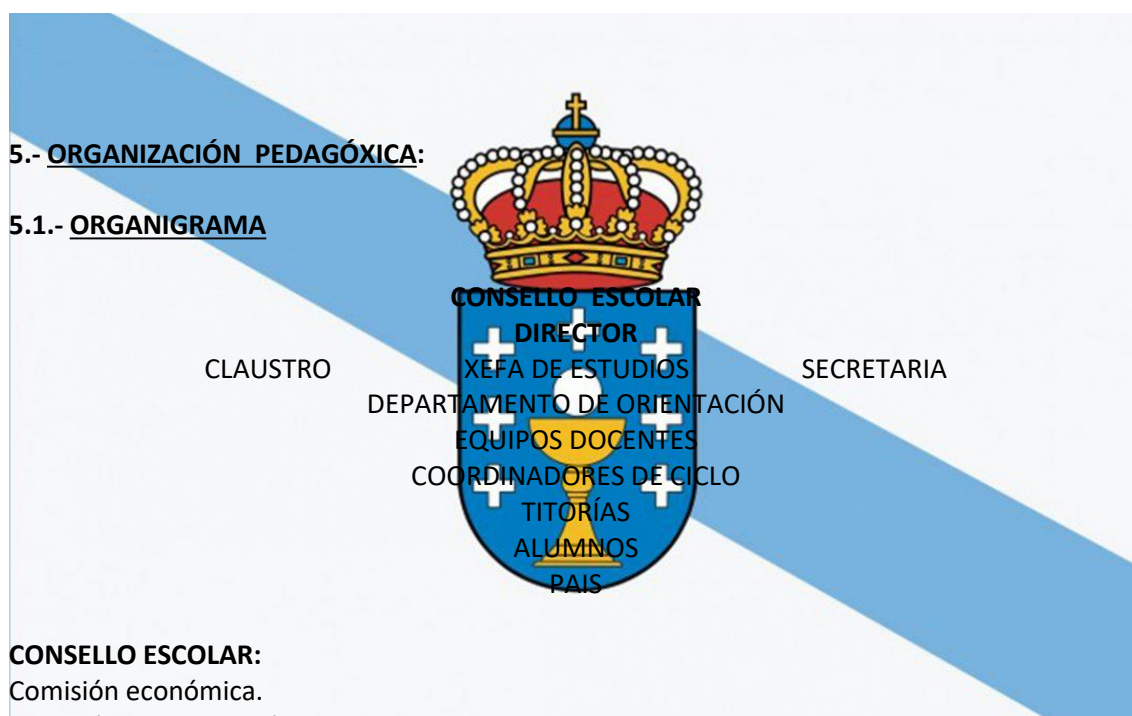 5.- ORGANIZACIÓN PEDAGÓXICA:
5.1.- ORGANIGRAMA
CONSELLO ESCOLAR
DIRECTOR
CLAUSTRO XEFA DE ESTUDIOS SECRETARIA
DEPARTAMENTO DE ORIENTACIÓN
EQUIPOS DOCENTES
COORDINADORES DE CICLO
TITORÍAS
ALUMNOS
PAIS
CONSELLO ESCOLAR:
Comisión económica.